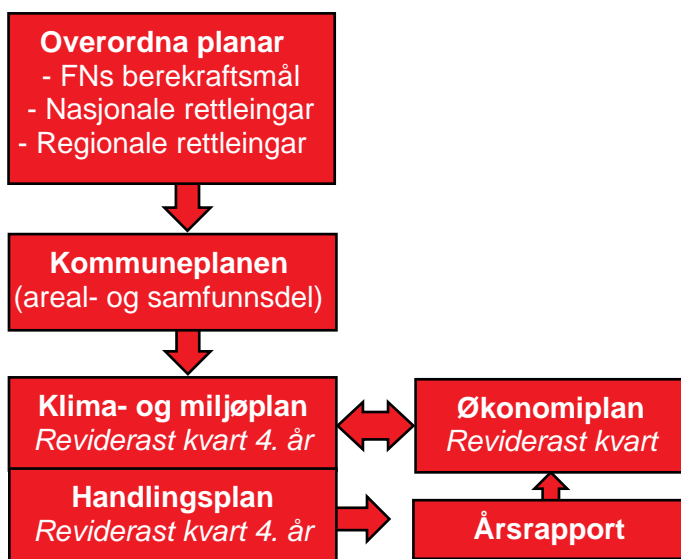 Overordna planar
- FNs berekraftsmål
- Nasjonale rettleingar
- Regionale rettleingar
Kommuneplanen
(areal- og samfunnsdel)
Klima- og miljøplan
Reviderast kvart 4. år
Økonomiplan
Reviderast kvart
Handlingsplan
Reviderast kvart 4. år
Årsrapport